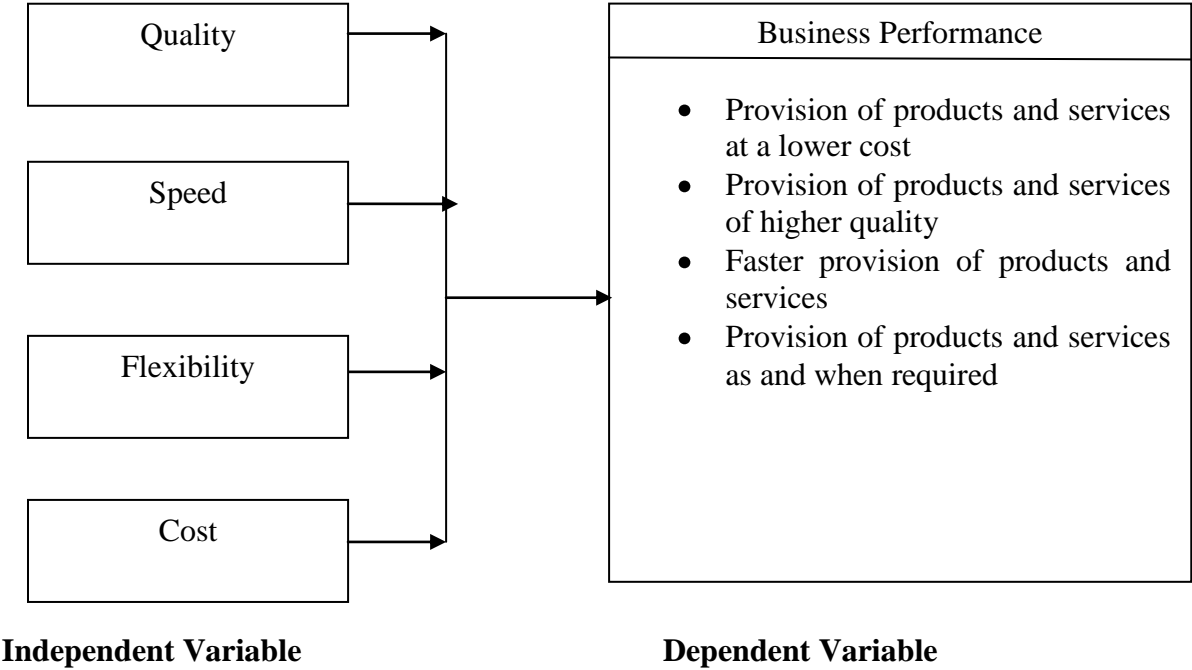 Quality
Speed
Flexibility
Cost
Business Performance
• Provision of products and services
at a lower cost
• Provision of products and services
of higher quality
• Faster provision of products and
services
• Provision of products and services
as and when required
Independent Variable
Dependent Variable